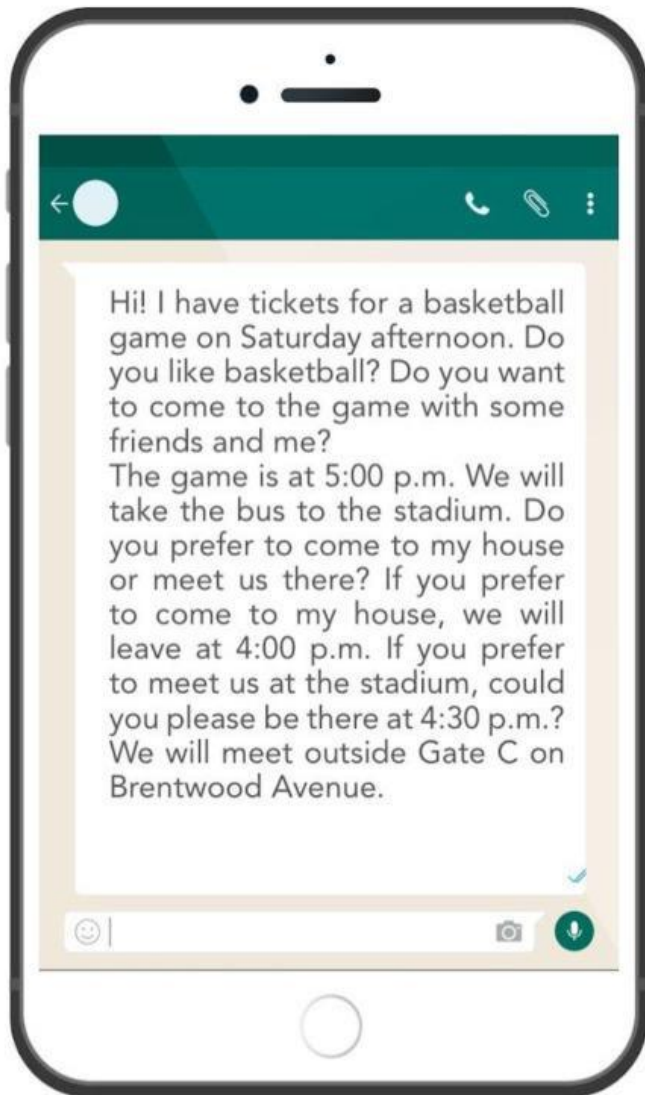 Hi! I have tickets for a basketball
game on Saturday afternoon. Do
you like basketball? Do you want
to come to the game with some
friends and me?
The game is at 5:00 p.m. We will
take the bus to the stadium. Do
you prefer to come to my house
or meet us there? If you prefer
to come to my house, we will
leave at 4:00 p.m. If you prefer
to meet us at the stadium, could
you please be there at 4:30 p.m.?
We will meet outside Gate C on
Brentwood Avenue.